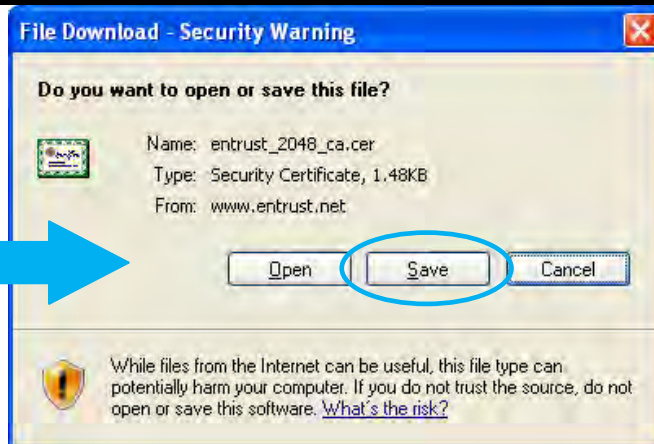 File Download - Security Warning
Do you want to open or save this file?
Name: entrust_2048_ca.cer
Type: Security Certificate, 1.48KB
From: www.entrust.net
Open Save Cancel
While files from the Internet can be useful, this file type can
potentially harm your computer. If you do not trust the source, do not
open or save this software. What's the risk?